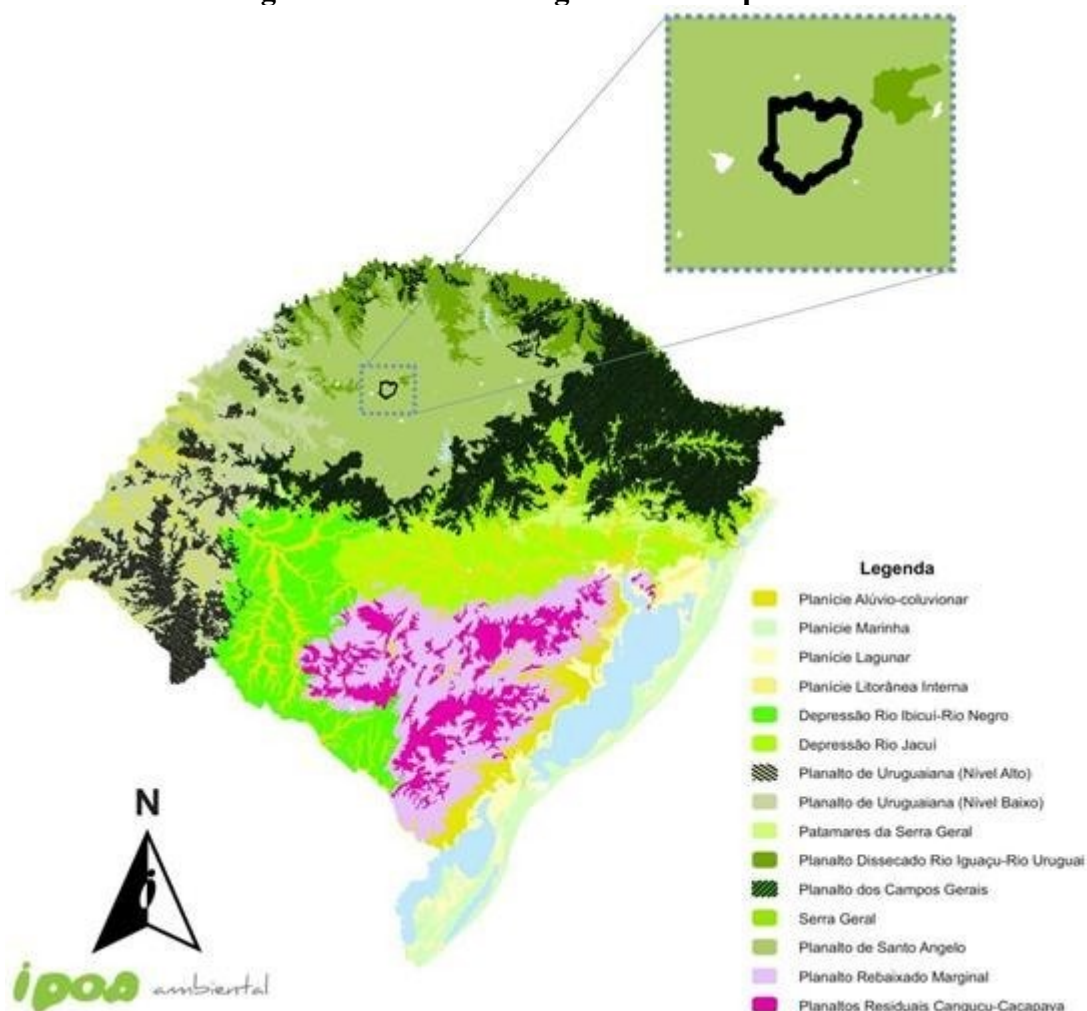 Legenda
Planície Alúvio-coluvionar
Planície Marinha
Planície Lagunar
Planície Litorânea Interna
Depressão Rio Ibicuí-Rio Negro
Depressão Rio Jacuí
Planalto de Uruguaiana (Nível Alto)
Planalto de Uruguaiana (Nível Baixo)
Patamares da Serra Geral
Planalto Dissecado Rio Iguaçu-Rio Uruguai
Planalto dos Campos Gerais
Serra Geral
Planalto de Santo Angelo
Planalto Rebaixado Marginal
Planaltos Residuais Canguçu-Caçapava
N
ipoa ambiental